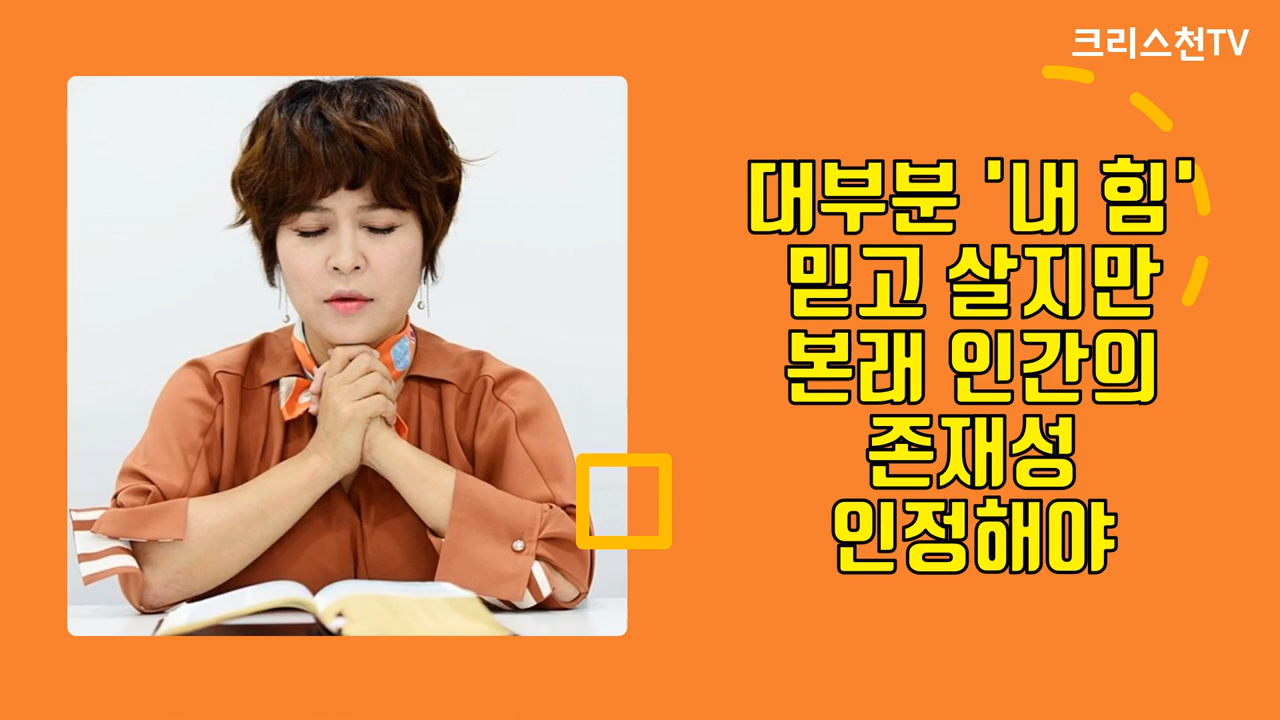 크리스천TV
대부분 '내 힘'
믿고 살지만
본래 인간의
존재성
인정해야